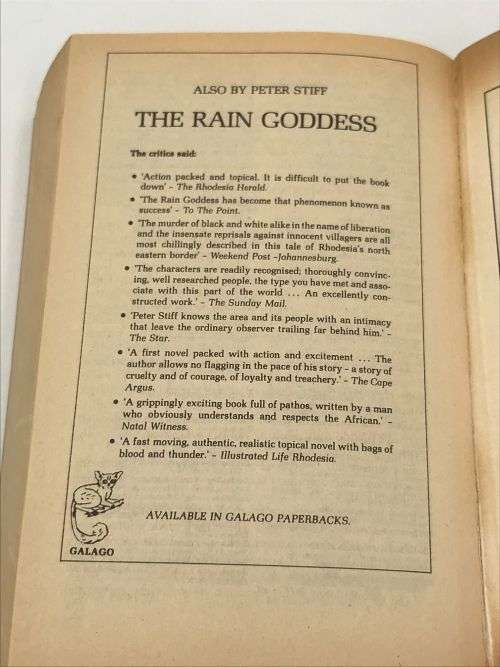 ALSO BY PETER STIFF
THE RAIN GODDESS
The critics said:
• 'Action packed and topical. It is difficult to put the book
down' – The Rhodesia Herald.
• 'The Rain Goddess has become that phenomenon known as
success' – To The Point.
• 'The murder of black and white alike in the name of liberation
and the insensate reprisals against innocent villagers are all
most chillingly described in this tale of Rhodesia's north
eastern border' – Weekend Post –Johannesburg.
• 'The characters are readily recognised; thoroughly convinc-
ing, well researched people, the type you have met and asso-
ciate with this part of the world ... An excellently con-
structed work.' – The Sunday Mail.
• 'Peter Stiff knows the area and its people with an intimacy
that leave the ordinary observer trailing far behind him.' –
The Star.
• 'A first novel packed with action and excitement ... The
author allows no flagging in the pace of his story – a story of
cruelty and of courage, of loyalty and treachery.' – The Cape
Argus.
• 'A grippingly exciting book full of pathos, written by a man
who obviously understands and respects the African.' –
Natal Witness.
• 'A fast moving, authentic, realistic topical novel with bags of
blood and thunder.' – Illustrated Life Rhodesia.
AVAILABLE IN GALAGO PAPERBACKS.
GALAGO